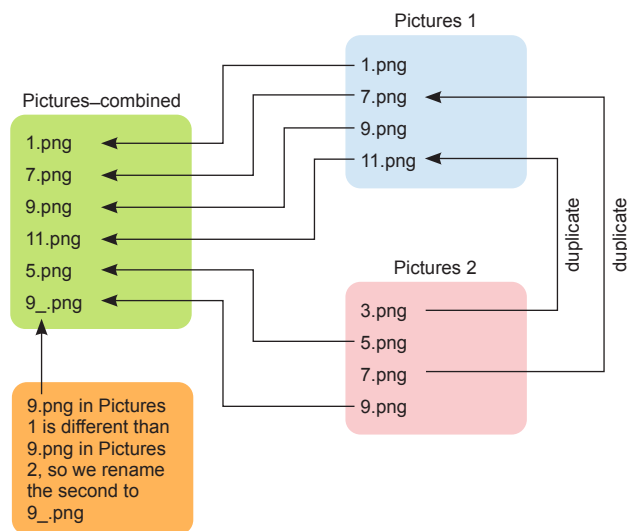 Pictures 1
1.png
7.png
9.png
11.png
Pictures–combined
1.png
7.png
9.png
11.png
5.png
9_.png
Pictures 2
3.png
5.png
7.png
9.png
duplicate
duplicate
9.png in Pictures
1 is different than
9.png in Pictures
2, so we rename
the second to
9_.png